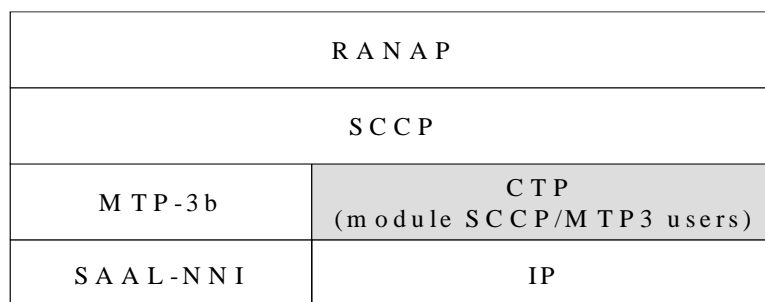 RANAP
SCCP
MTP-3b
CTP
(module SCCP/MTP3 users)
SAAL-NNI
IP